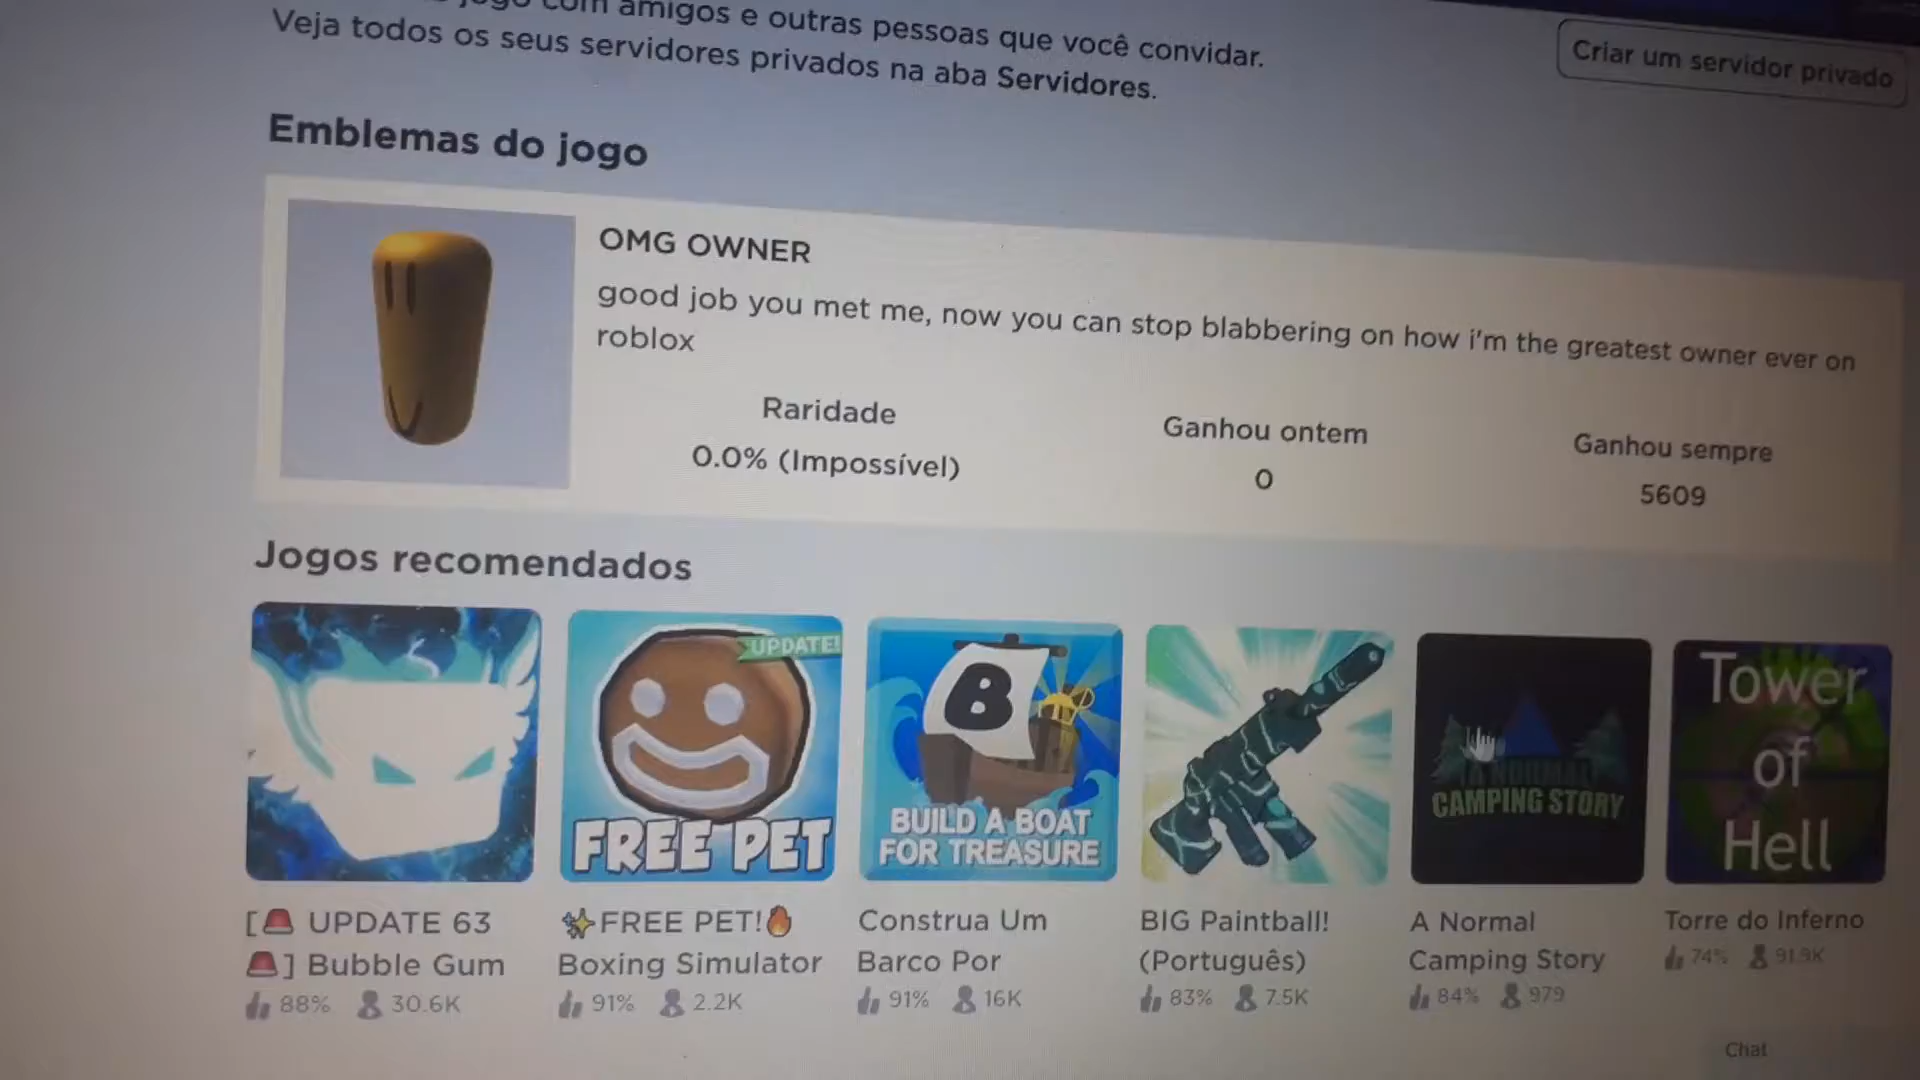 jogo com amigos e outras pessoas que você convidar.
Veja todos os seus servidores privados na aba Servidores.
Criar um servidor privado
Emblemas do jogo
OMG OWNER
good job you met me, now you can stop blabbering on how i'm the greatest owner ever on
roblox
Raridade
0.0% (Impossível)
Ganhou ontem
0
Ganhou sempre
5609
Jogos recomendados
UPDATE!
FREE PET
B
BUILD A BOAT
FOR TREASURE
A NORMAL
CAMPING STORY
Tower
of
Hell
[🚨 UPDATE 63
🚨] Bubble Gum
88% 30.6K
✨FREE PET!🔥
Boxing Simulator
91% 2.2K
Construa Um
Barco Por
91% 16K
BIG Paintball!
(Português)
83% 7.5K
A Normal
Camping Story
84% 979
Torre do Inferno
74% 91.9K
Chat